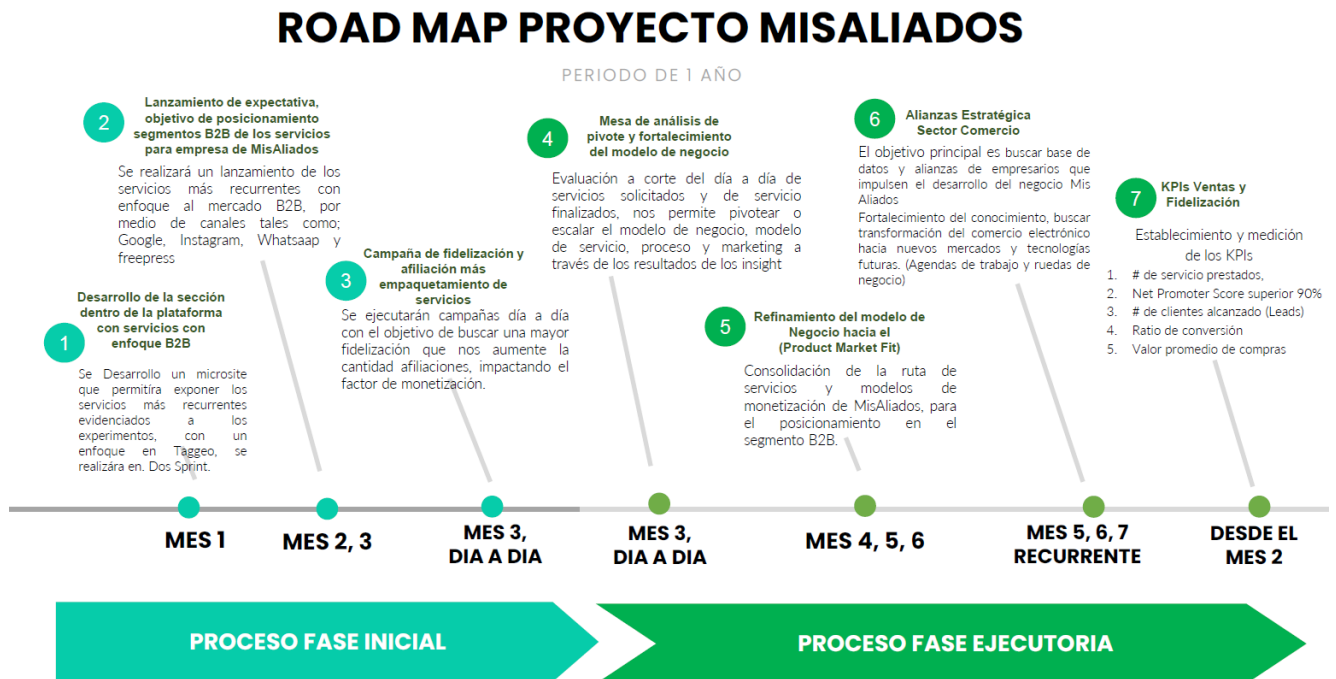 ROAD MAP PROYECTO MISALIADOS
PERIODO DE 1 AÑO
1
Desarrollo de la sección
dentro de la plataforma
con servicios con
enfoque B2B
Se Desarrollo un microsite
que permitíra exponer los
servicios más recurrentes
evidenciados a los
experimentos, con un
enfoque en Taggeo, se
realizára en. Dos Sprint.
2
Lanzamiento de expectativa,
objetivo de posicionamiento
segmentos B2B de los servicios
para empresa de MisAliados
Se realizará un lanzamiento de los
servicios más recurrentes con
enfoque al mercado B2B, por
medio de canales tales como;
Google, Instagram, Whatsaap y
freepress
3
Campaña de fidelización y
afiliación más
empaquetamiento de
servicios
Se ejecutarán campañas día a día
con el objetivo de buscar una mayor
fidelización que nos aumente la
cantidad afiliaciones, impactando el
factor de monetización.
4
Mesa de análisis de
pivote y fortalecimiento
del modelo de negocio
Evaluación a corte del día a día de
servicios solicitados y de servicio
finalizados, nos permite pivotear o
escalar el modelo de negocio, modelo
de servicio, proceso y marketing a
través de los resultados de los insight
5
Refinamiento del modelo de
Negocio hacia el
(Product Market Fit)
Consolidación de la ruta de
servicios y modelos de
monetización de MisAliados, para
el posicionamiento en el
segmento B2B.
6
Alianzas Estratégica
Sector Comercio
El objetivo principal es buscar base de
datos y alianzas de empresarios que
impulsen el desarrollo del negocio Mis
Aliados
Fortalecimiento del conocimiento, buscar
transformación del comercio electrónico
hacia nuevos mercados y tecnologías
futuras. (Agendas de trabajo y ruedas de
negocio)
7
KPIs Ventas y
Fidelización
Establecimiento y medición
de los KPIs
1. # de servicio prestados,
2. Net Promoter Score superior 90%
3. # de clientes alcanzado (Leads)
4. Ratio de conversión
5. Valor promedio de compras
MES 1
MES 2, 3
MES 3,
DIA A DIA
MES 3,
DIA A DIA
MES 4, 5, 6
MES 5, 6, 7
RECURRENTE
DESDE EL
MES 2
PROCESO FASE INICIAL
PROCESO FASE EJECUTORIA